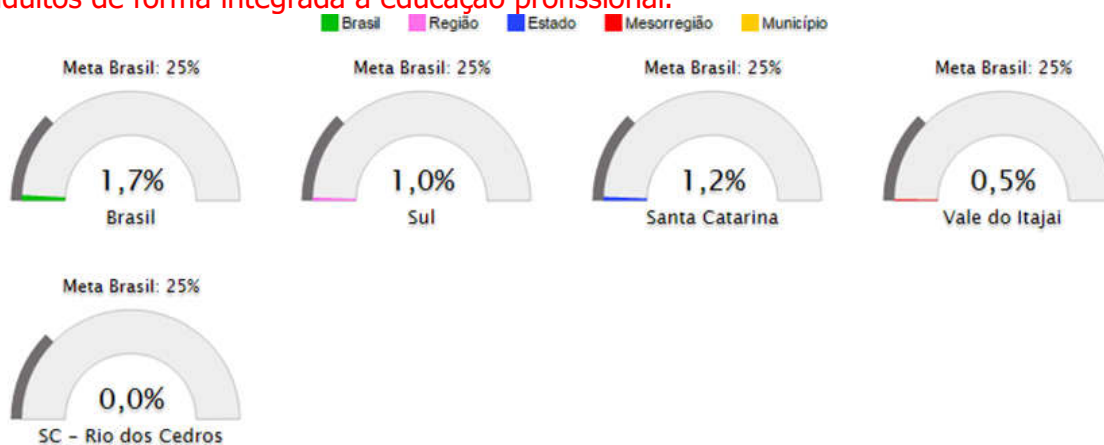 adultos de forma integrada à educação profissional.
Brasil Região Estado Mesorregião Município
Meta Brasil: 25% Meta Brasil: 25% Meta Brasil: 25% Meta Brasil: 25%
1,7% 1,0% 1,2% 0,5%
Brasil Sul Santa Catarina Vale do Itajai
Meta Brasil: 25%
0,0%
SC - Rio dos Cedros